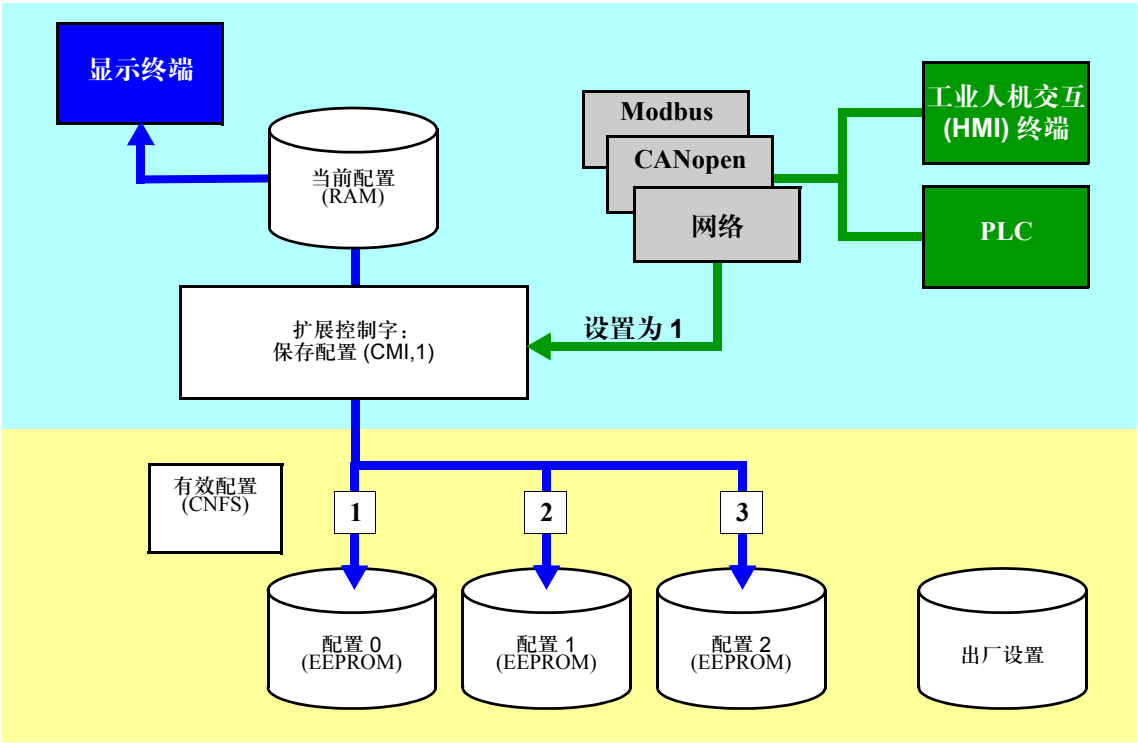 显示终端
当前配置
(RAM)
Modbus
CANopen
网络
工业人机交互
(HMI) 终端
PLC
扩展控制字：
保存配置 (CMI,1)
设置为 1
有效配置
(CNFS)
1
2
3
配置 0
(EEPROM)
配置 1
(EEPROM)
配置 2
(EEPROM)
出厂设置